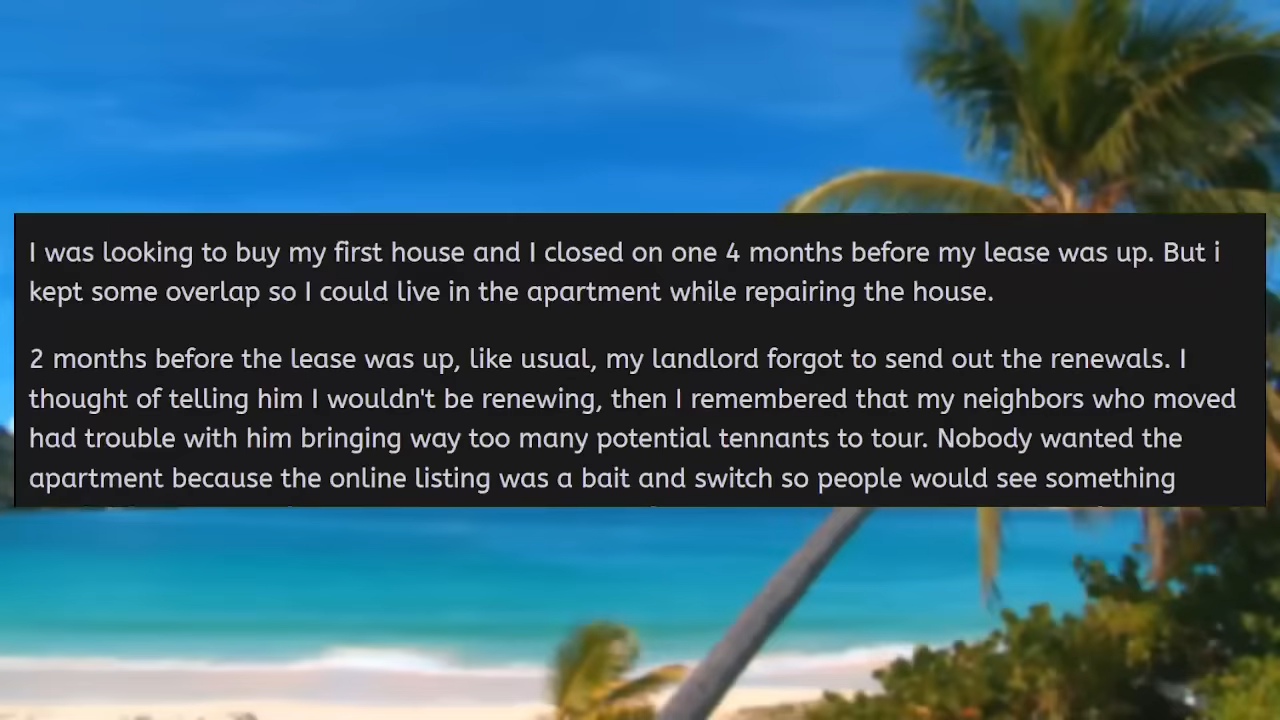 I was looking to buy my first house and I closed on one 4 months before my lease was up. But i
kept some overlap so I could live in the apartment while repairing the house.
2 months before the lease was up, like usual, my landlord forgot to send out the renewals. I
thought of telling him I wouldn't be renewing, then I remembered that my neighbors who moved
had trouble with him bringing way too many potential tennants to tour. Nobody wanted the
apartment because the online listing was a bait and switch so people would see something